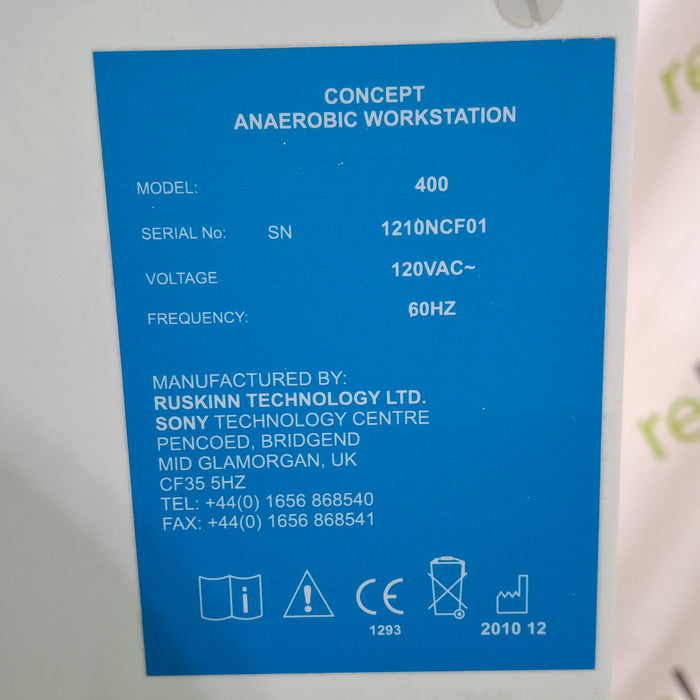 CONCEPT
ANAEROBIC WORKSTATION
MODEL: 400
SERIAL No: SN 1210NCF01
VOLTAGE 120VAC~
FREQUENCY: 60HZ
MANUFACTURED BY:
RUSKINN TECHNOLOGY LTD.
SONY TECHNOLOGY CENTRE
PENCOED, BRIDGEND
MID GLAMORGAN, UK
CF35 5HZ
TEL: +44(0) 1656 868540
FAX: +44(0) 1656 868541
i ! CE
1293 2010 12
re
re